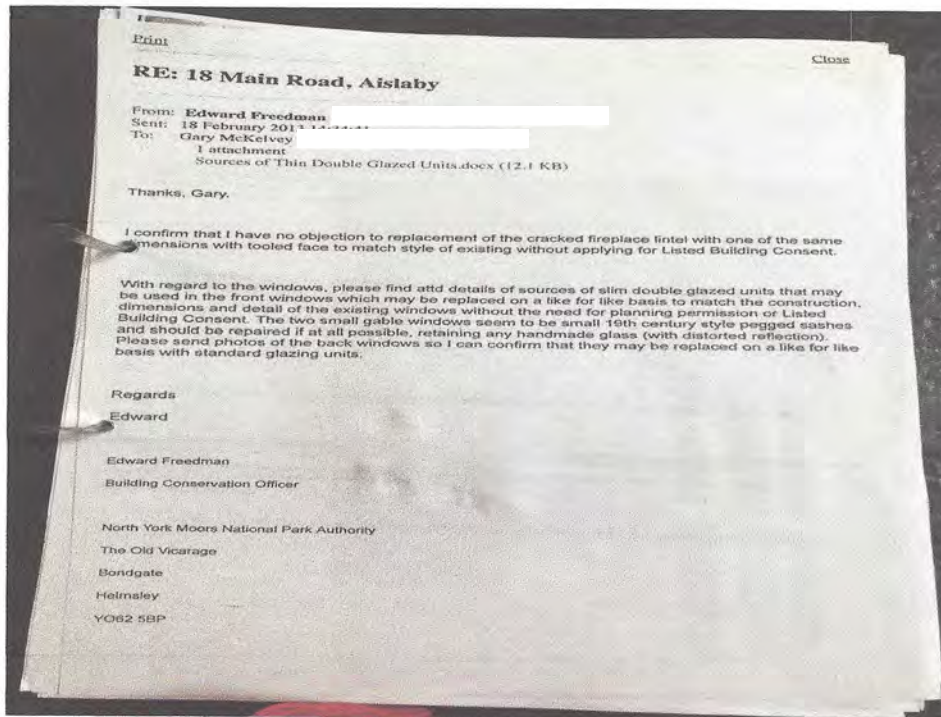 Print
Close
RE: 18 Main Road, Aislaby
From: Edward Freedman
Sent: 18 February 2013
To: Gary McKelvey
1 attachment
Sources of Thin Double Glazed Units.docx (12.1 KB)
Thanks, Gary.
I confirm that I have no objection to replacement of the cracked fireplace lintel with one of the same
dimensions with tooled face to match style of existing without applying for Listed Building Consent.
With regard to the windows, please find attd details of sources of slim double glazed units that may
be used in the front windows which may be replaced on a like for like basis to match the construction,
dimensions and detail of the existing windows without the need for planning permission or Listed
Building Consent. The two small gable windows seem to be small 19th century style pegged sashes
and should be repaired if at all possible, retaining any handmade glass (with distorted reflection).
Please send photos of the back windows so I can confirm that they may be replaced on a like for like
basis with standard glazing units.
Regards
Edward
Edward Freedman
Building Conservation Officer
North York Moors National Park Authority
The Old Vicarage
Bondgate
Helmsley
YO62 5BP